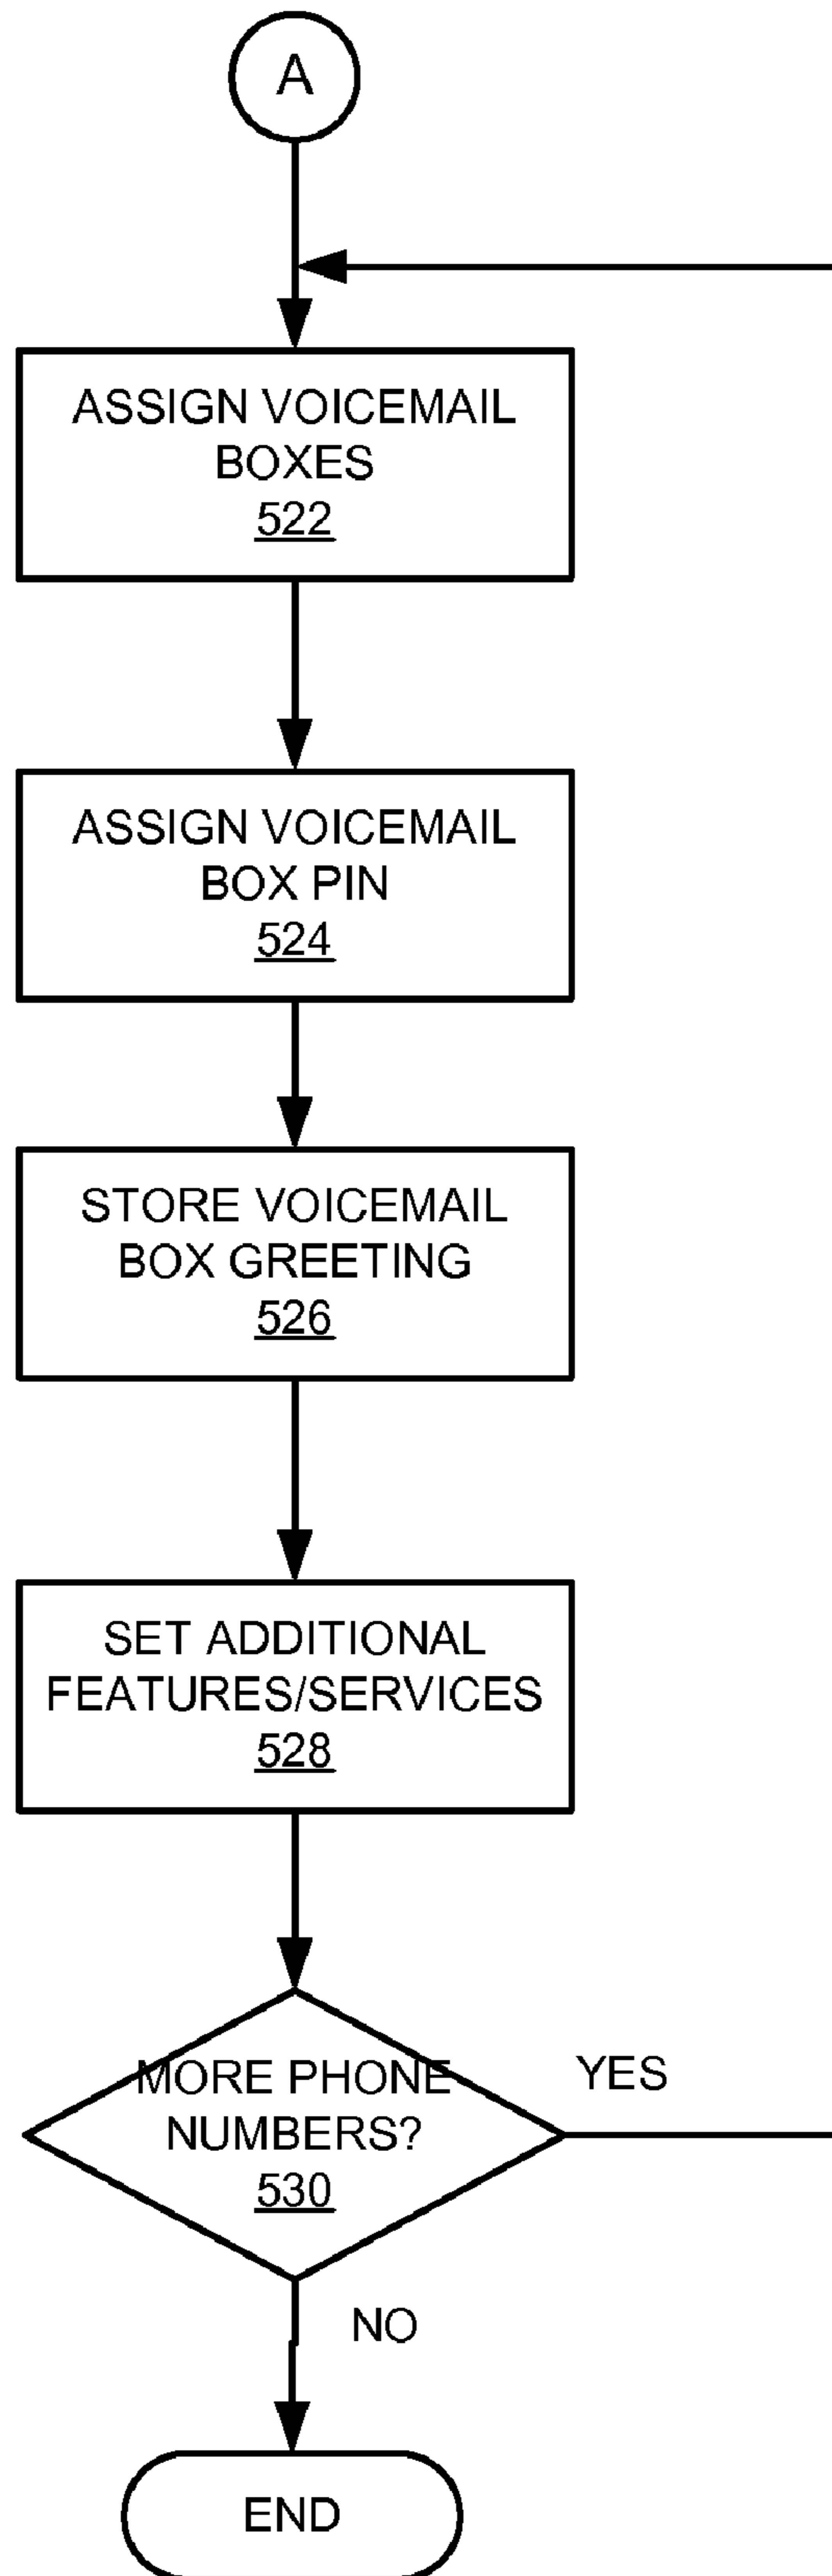 A
ASSIGN VOICEMAIL
BOXES
522
ASSIGN VOICEMAIL
BOX PIN
524
STORE VOICEMAIL
BOX GREETING
526
SET ADDITIONAL
FEATURES/SERVICES
528
MORE PHONE
NUMBERS?
530
YES
NO
END